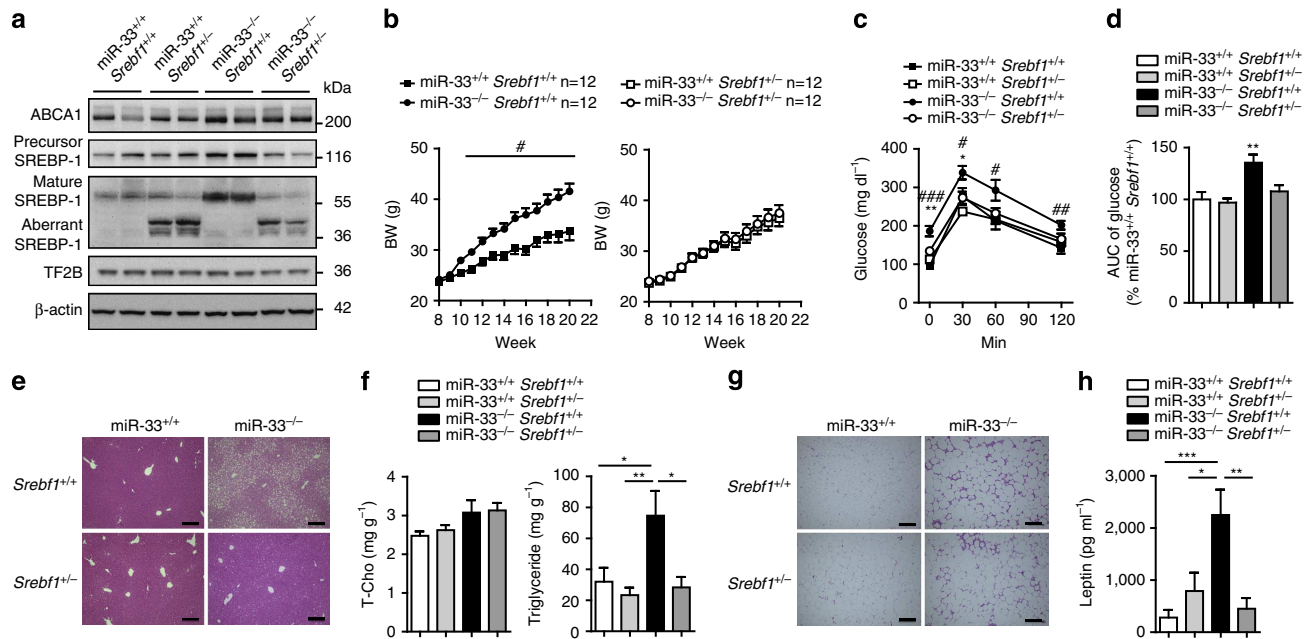 a
miR-33+/+
Srebf1+/+
miR-33+/+
Srebf1+/−
miR-33−/−
Srebf1+/+
miR-33−/−
Srebf1+/−
kDa
ABCA1
200
Precursor
SREBP-1
116
Mature
SREBP-1
55
Aberrant
SREBP-1
36
TF2B
36
β-actin
42
b
miR-33+/+ Srebf1+/+ n=12
miR-33−/− Srebf1+/+ n=12
miR-33+/+ Srebf1+/− n=12
miR-33−/− Srebf1+/− n=12
BW (g)
50
40
30
20
#
8 10 12 14 16 18 20 22
Week
BW (g)
50
40
30
20
8 10 12 14 16 18 20 22
Week
c
miR-33+/+ Srebf1+/+
miR-33+/+ Srebf1+/−
miR-33−/− Srebf1+/+
miR-33−/− Srebf1+/−
Glucose (mg dl−1)
400
300
200
100
0
###
**
#
*
#
##
0 30 60 90 120
Min
d
miR-33+/+ Srebf1+/+
miR-33+/+ Srebf1+/−
miR-33−/− Srebf1+/+
miR-33−/− Srebf1+/−
AUC of glucose
(% miR-33+/+ Srebf1+/+)
150
100
50
0
**
e
miR-33+/+
miR-33−/−
Srebf1+/+
Srebf1+/−
f
miR-33+/+ Srebf1+/+
miR-33+/+ Srebf1+/−
miR-33−/− Srebf1+/+
miR-33−/− Srebf1+/−
T-Cho (mg g−1)
4
3
2
1
0
Triglyceride (mg g−1)
100
80
60
40
20
0
*
**
*
g
miR-33+/+
miR-33−/−
Srebf1+/+
Srebf1+/−
h
miR-33+/+ Srebf1+/+
miR-33+/+ Srebf1+/−
miR-33−/− Srebf1+/+
miR-33−/− Srebf1+/−
Leptin (pg ml−1)
3,000
2,000
1,000
0
***
*
**